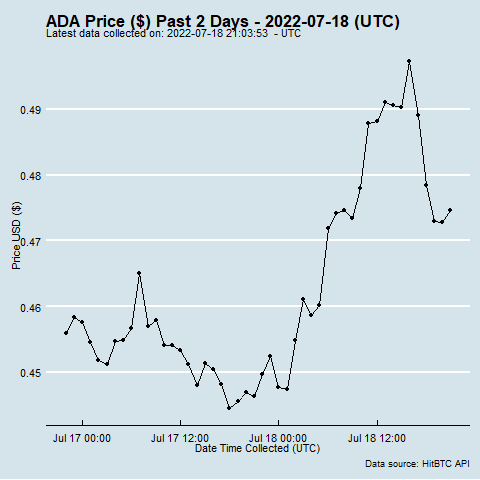 ADA Price ($) Past 2 Days - 2022-07-18 (UTC)
Latest data collected on: 2022-07-18 21:03:53 - UTC
0.49
0.48
0.47
0.46
0.45
Price USD ($)
Jul 17 00:00
Jul 17 12:00
Jul 18 00:00
Jul 18 12:00
Date Time Collected (UTC)
Data source: HitBTC API